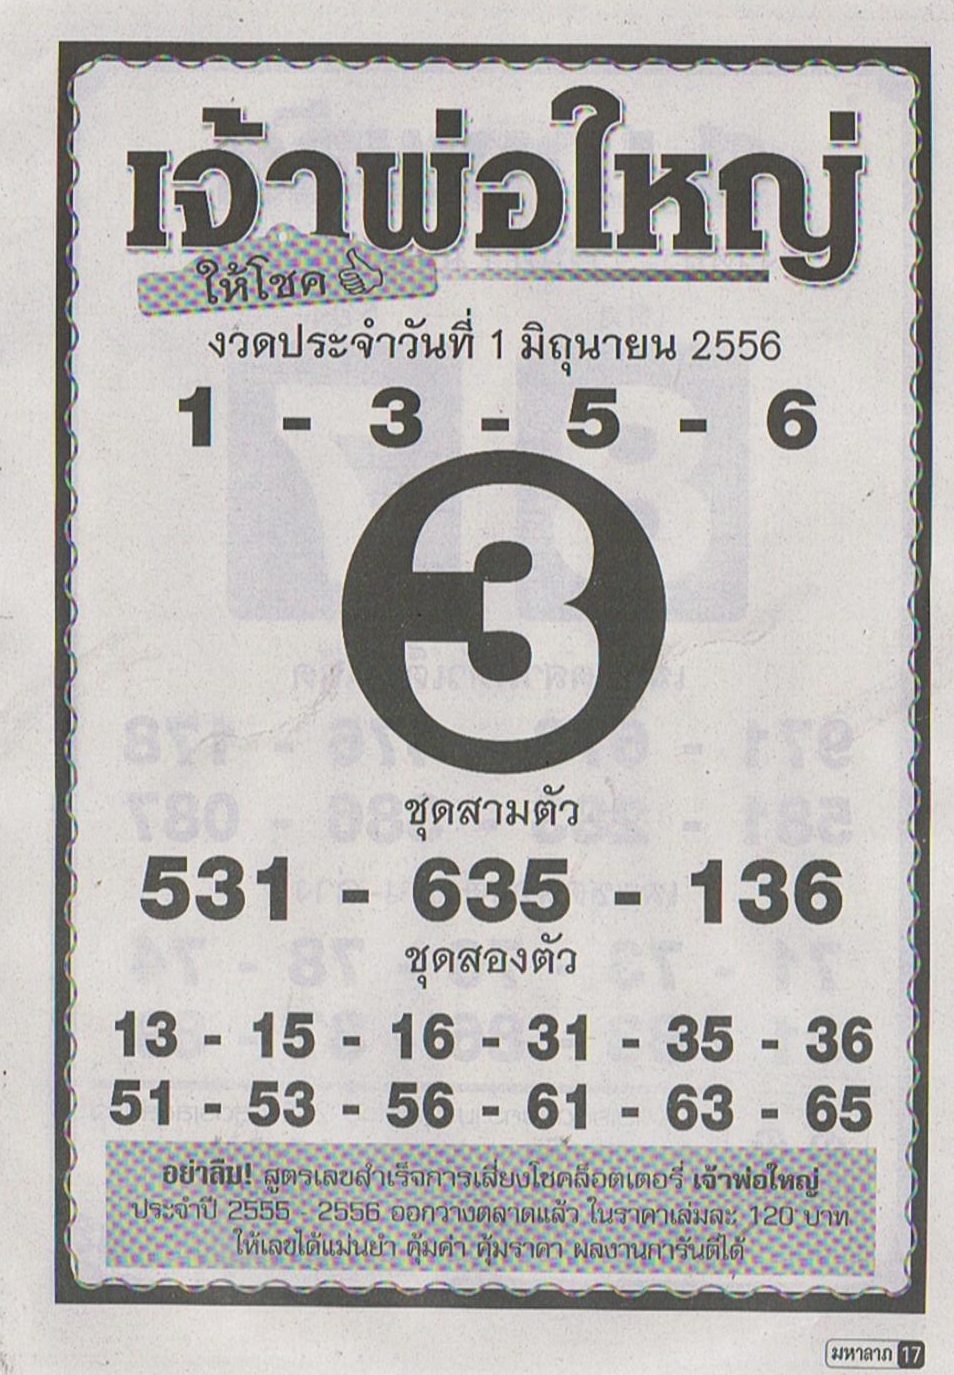 เจ้าพ่อใหญ่
ให้โชค
งวดประจำวันที่ 1 มิถุนายน 2556
1 - 3 - 5 - 6
3
ชุดสามตัว
531 - 635 - 136
ชุดสองตัว
13 - 15 - 16 - 31 - 35 - 36
51 - 53 - 56 - 61 - 63 - 65
อย่าลืม! สูตรเลขสำเร็จการเสี่ยงโชคล็อตเตอรี่ เจ้าพ่อใหญ่
ประจำปี 2555 - 2556 ออกวางตลาดแล้ว ในราคาเล่มละ 120 บาท
ให้เลขได้แม่นยำ คุ้มค่า คุ้มราคา ผลงานการันตีได้
มหาลาภ 17